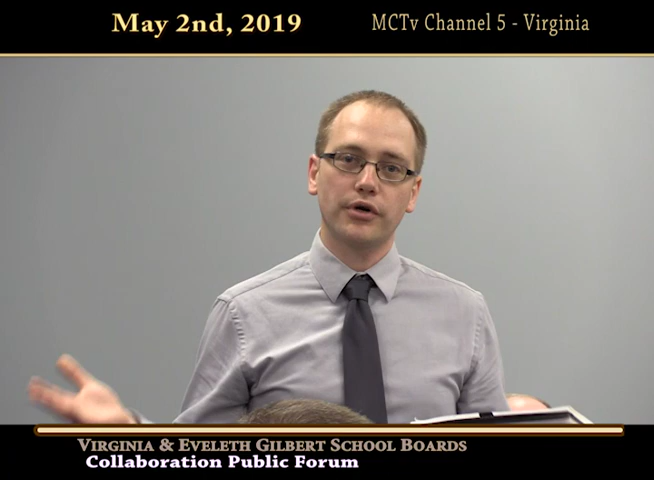 May 2nd, 2019
MCTv Channel 5 - Virginia
Virginia & Eveleth Gilbert School Boards
Collaboration Public Forum